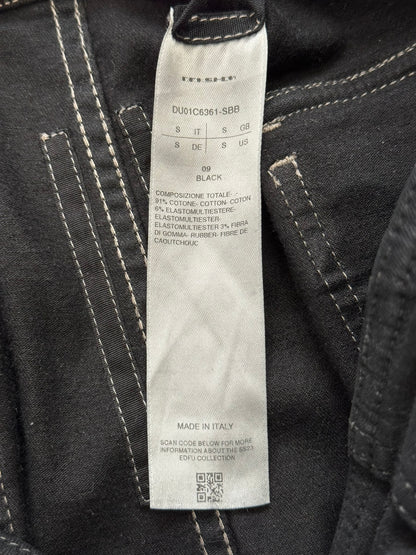 DU01C6361-SBB
S IT S GB
S DE S US
09
BLACK
COMPOSIZIONE TOTALE- -
91% COTONE- COTTON- COTON
6% ELASTOMULTIESTERE-
ELASTOMULTIESTER-
ELASTOMULTIESTER 3% FIBRA
DI GOMMA- RUBBER- FIBRE DE
CAOUTCHOUC
MADE IN ITALY
SCAN CODE BELOW FOR MORE
INFORMATION ABOUT THE SS23
EDFU COLLECTION